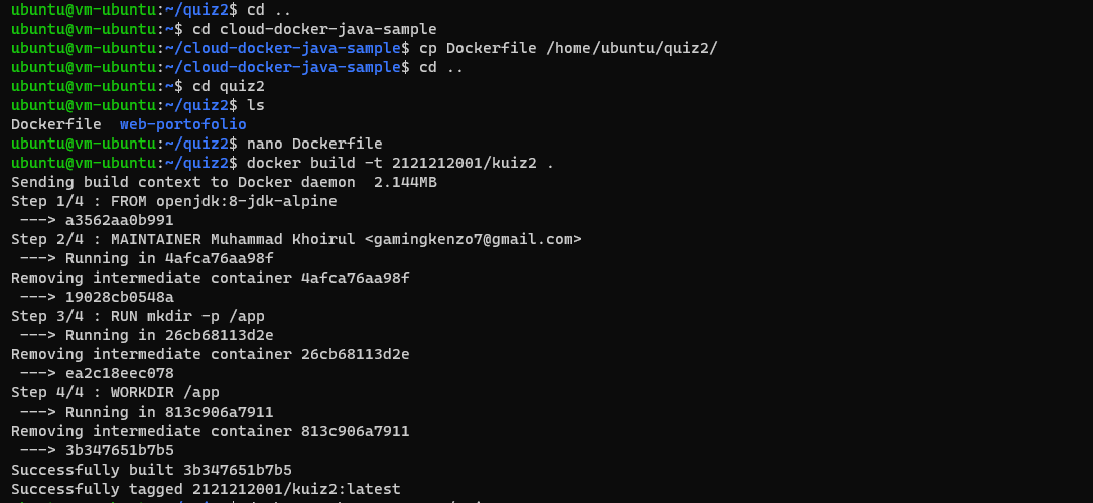 ubuntu@vm-ubuntu:~/quiz2$ cd ..
ubuntu@vm-ubuntu:~$ cd cloud-docker-java-sample
ubuntu@vm-ubuntu:~/cloud-docker-java-sample$ cp Dockerfile /home/ubuntu/quiz2/
ubuntu@vm-ubuntu:~/cloud-docker-java-sample$ cd ..
ubuntu@vm-ubuntu:~$ cd quiz2
ubuntu@vm-ubuntu:~/quiz2$ ls
Dockerfile  web-portofolio
ubuntu@vm-ubuntu:~/quiz2$ nano Dockerfile
ubuntu@vm-ubuntu:~/quiz2$ docker build -t 2121212001/kuiz2 .
Sending build context to Docker daemon  2.144MB
Step 1/4 : FROM openjdk:8-jdk-alpine
 ---> a3562aa0b991
Step 2/4 : MAINTAINER Muhammad Khoirul <gamingkenzo7@gmail.com>
 ---> Running in 4afca76aa98f
Removing intermediate container 4afca76aa98f
 ---> 19028cb0548a
Step 3/4 : RUN mkdir -p /app
 ---> Running in 26cb68113d2e
Removing intermediate container 26cb68113d2e
 ---> ea2c18eec078
Step 4/4 : WORKDIR /app
 ---> Running in 813c906a7911
Removing intermediate container 813c906a7911
 ---> 3b347651b7b5
Successfully built 3b347651b7b5
Successfully tagged 2121212001/kuiz2:latest